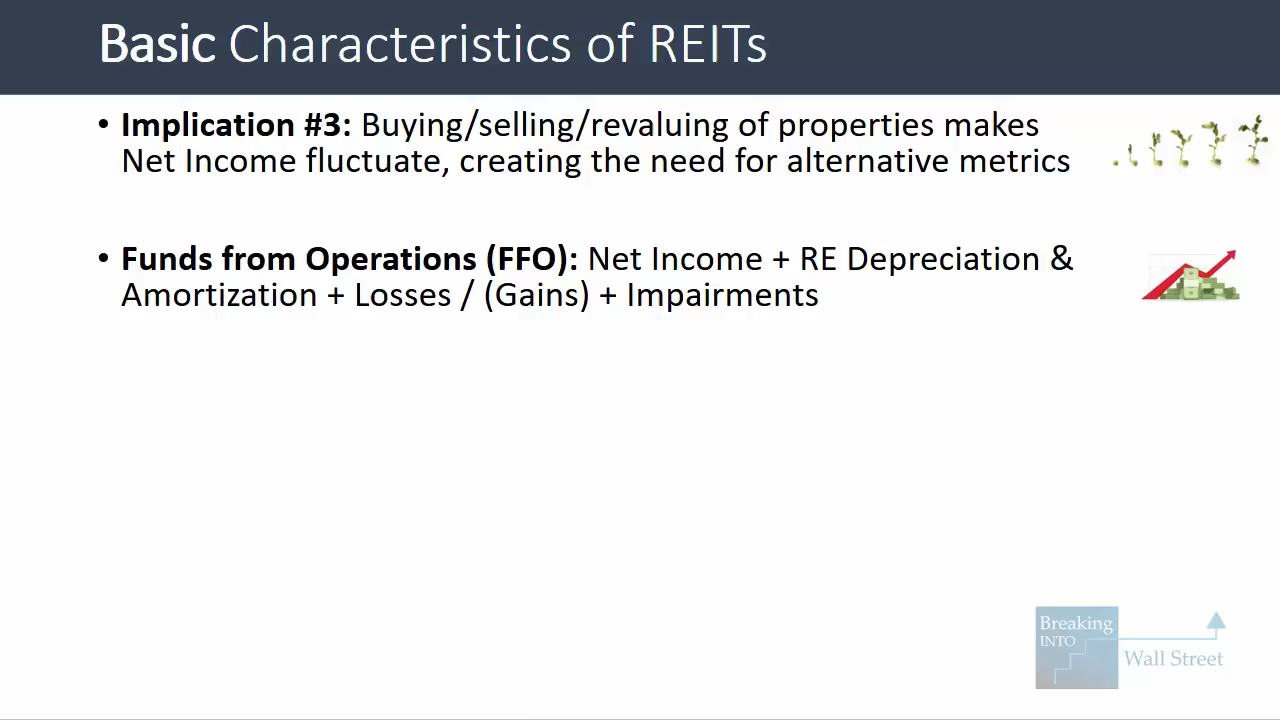 Basic Characteristics of REITs
• Implication #3: Buying/selling/revaluing of properties makes
Net Income fluctuate, creating the need for alternative metrics
• Funds from Operations (FFO): Net Income + RE Depreciation &
Amortization + Losses / (Gains) + Impairments
Breaking
INTO
Wall Street